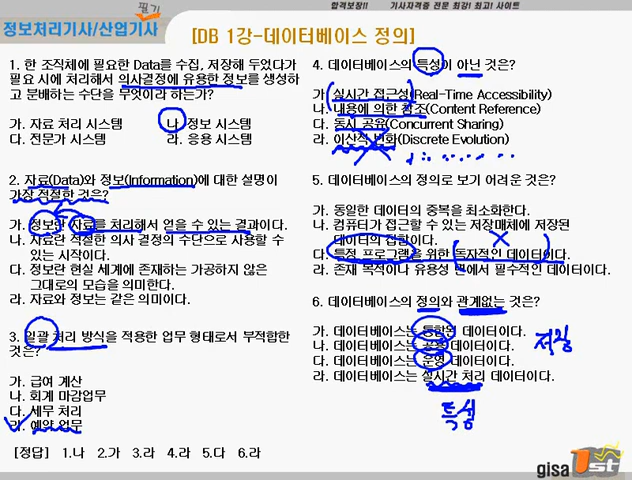 합격보장!! 기사자격증 전문 최강! 최고! 사이트
필기
정보처리기사/산업기사
[DB 1강-데이터베이스 정의]
1. 한 조직체에 필요한 Data를 수집, 저장해 두었다가
필요 시에 처리해서 의사결정에 유용한 정보를 생성하
고 분배하는 수단을 무엇이라 하는가?
가. 자료 처리 시스템 나. 정보 시스템
다. 전문가 시스템 라. 응용 시스템
2. 자료(Data)와 정보(Information)에 대한 설명이
가장 적절한 것은?
가. 정보란 자료를 처리해서 얻을 수 있는 결과이다.
나. 자료란 적절한 의사 결정의 수단으로 사용할 수
있는 시작이다.
다. 정보란 현실 세계에 존재하는 가공하지 않은
그대로의 모습을 의미한다.
라. 자료와 정보는 같은 의미이다.
3. 일괄 처리 방식을 적용한 업무 형태로서 부적합한
것은?
가. 급여 계산
나. 회계 마감업무
다. 세무 처리
라. 예약 업무
[정답] 1.나 2.가 3.라 4.라 5.다 6.라
4. 데이터베이스의 특성이 아닌 것은?
가. 실시간 접근성(Real-Time Accessibility)
나. 내용에 의한 참조(Content Reference)
다. 동시 공유(Concurrent Sharing)
라. 이산적 변화(Discrete Evolution)
5. 데이터베이스의 정의로 보기 어려운 것은?
가. 동일한 데이터의 중복을 최소화한다.
나. 컴퓨터가 접근할 수 있는 저장매체에 저장된
데이터의 집합이다.
다. 특정 프로그램을 위한 독자적인 데이터이다.
라. 존재 목적이나 유용성 면에서 필수적인 데이터이다.
6. 데이터베이스의 정의와 관계없는 것은?
가. 데이터베이스는 통합된 데이터이다.
나. 데이터베이스는 공용 데이터이다.
다. 데이터베이스는 운영 데이터이다.
라. 데이터베이스는 실시간 처리 데이터이다.
저장
특성
gisa 1st